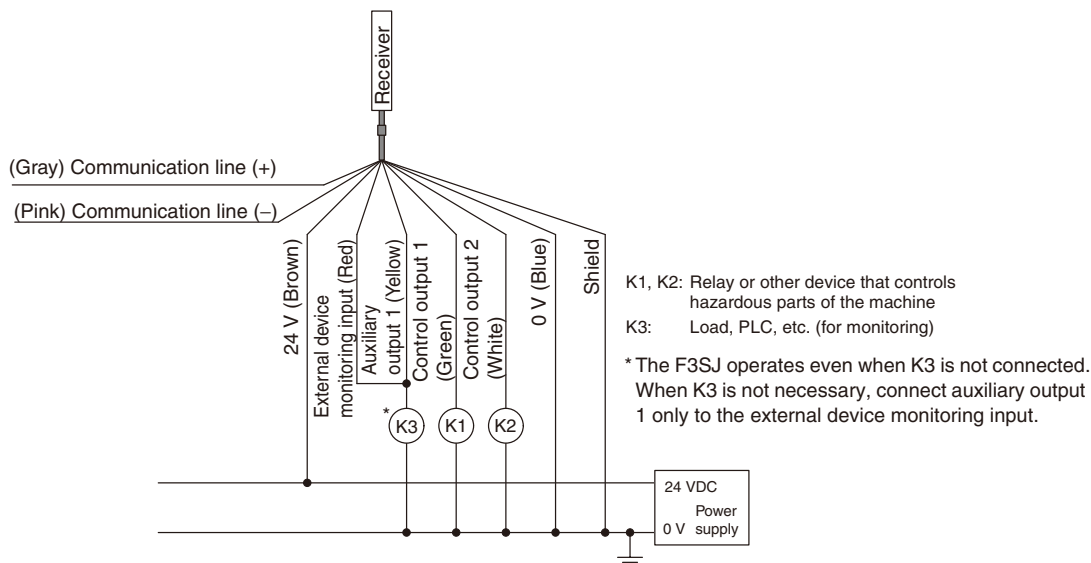 Receiver
(Gray) Communication line (+)
(Pink) Communication line (−)
24 V (Brown)
External device
monitoring input (Red)
Auxiliary
output 1 (Yellow)
Control output 1
(Green)
Control output 2
(White)
0 V (Blue)
Shield
K1, K2: Relay or other device that controls
hazardous parts of the machine
K3: Load, PLC, etc. (for monitoring)
* The F3SJ operates even when K3 is not connected.
When K3 is not necessary, connect auxiliary output
1 only to the external device monitoring input.
* K3
K1
K2
24 VDC
Power
0 V supply